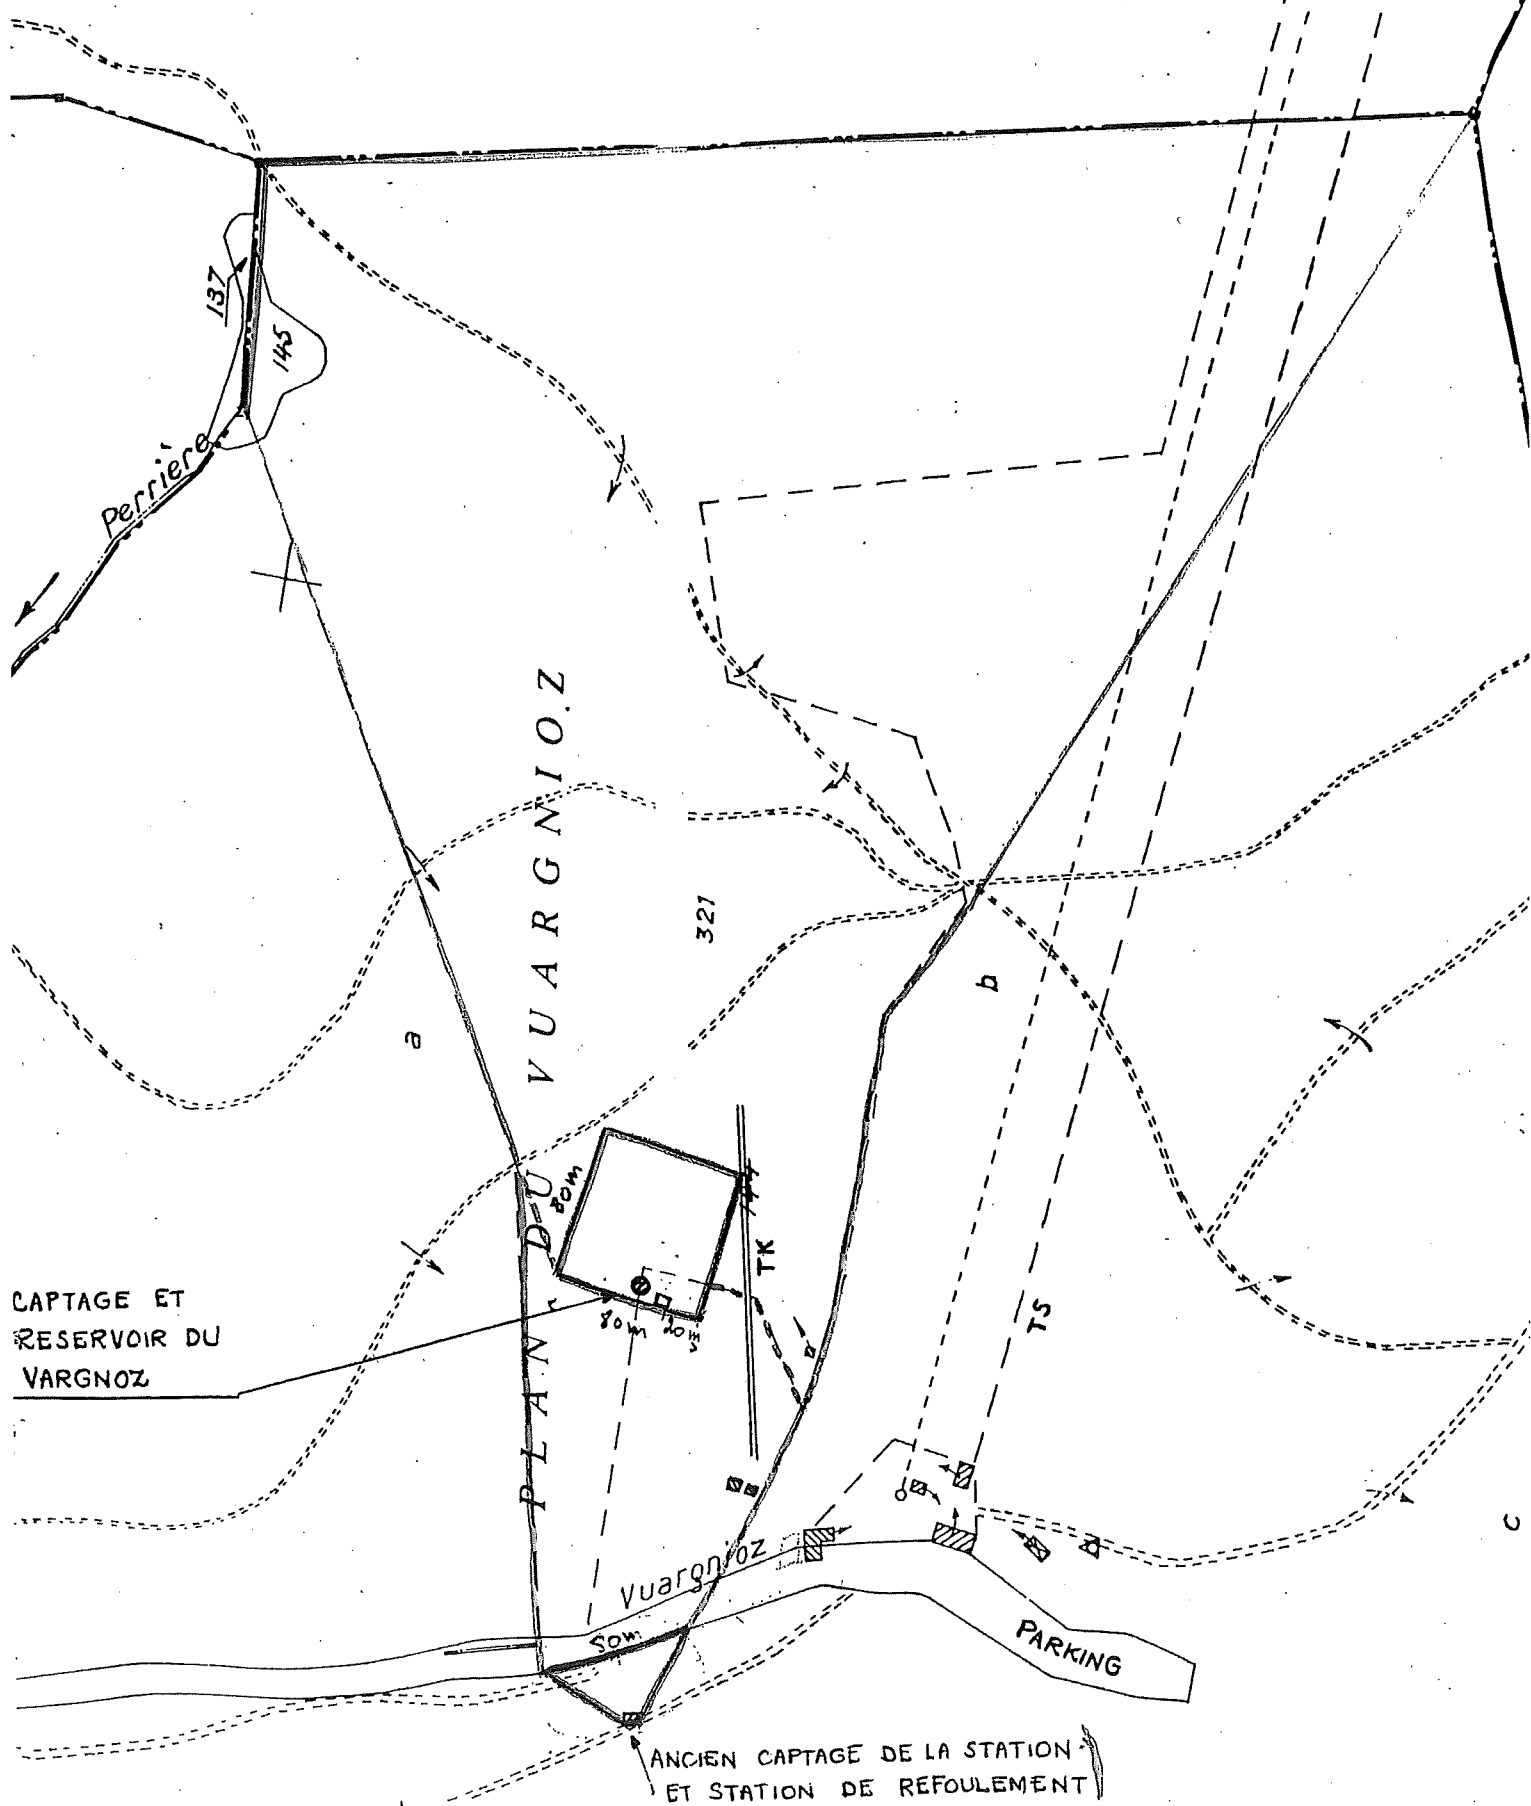 137
145
Perrière
PLAN DU VUARGNIOZ
321
a
b
80m
TK
CAPTAGE ET
RESERVOIR DU
VARGNOZ
80m
20m
TS
c
Vuargnioz
50m
PARKING
ANCIEN CAPTAGE DE LA STATION
ET STATION DE REFOULEMENT